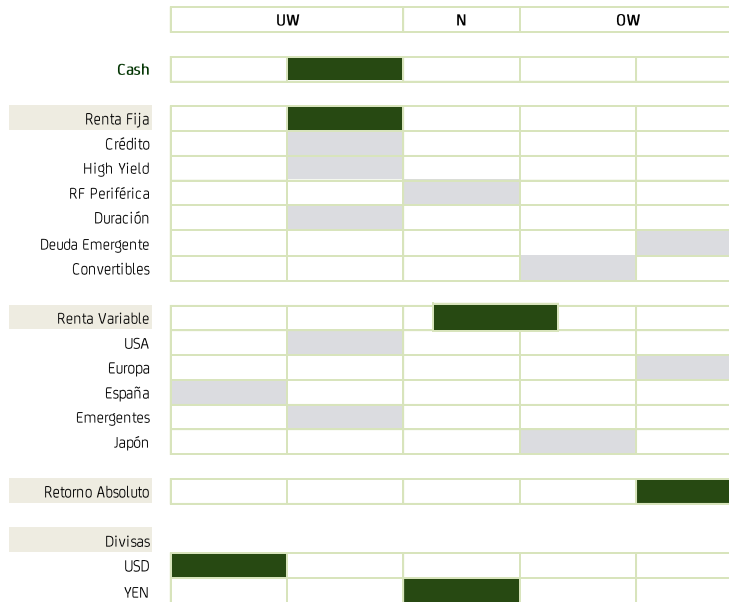 UW N OW
Cash
Renta Fija
Crédito
High Yield
RF Periférica
Duración
Deuda Emergente
Convertibles
Renta Variable
USA
Europa
España
Emergentes
Japón
Retorno Absoluto
Divisas
USD
YEN